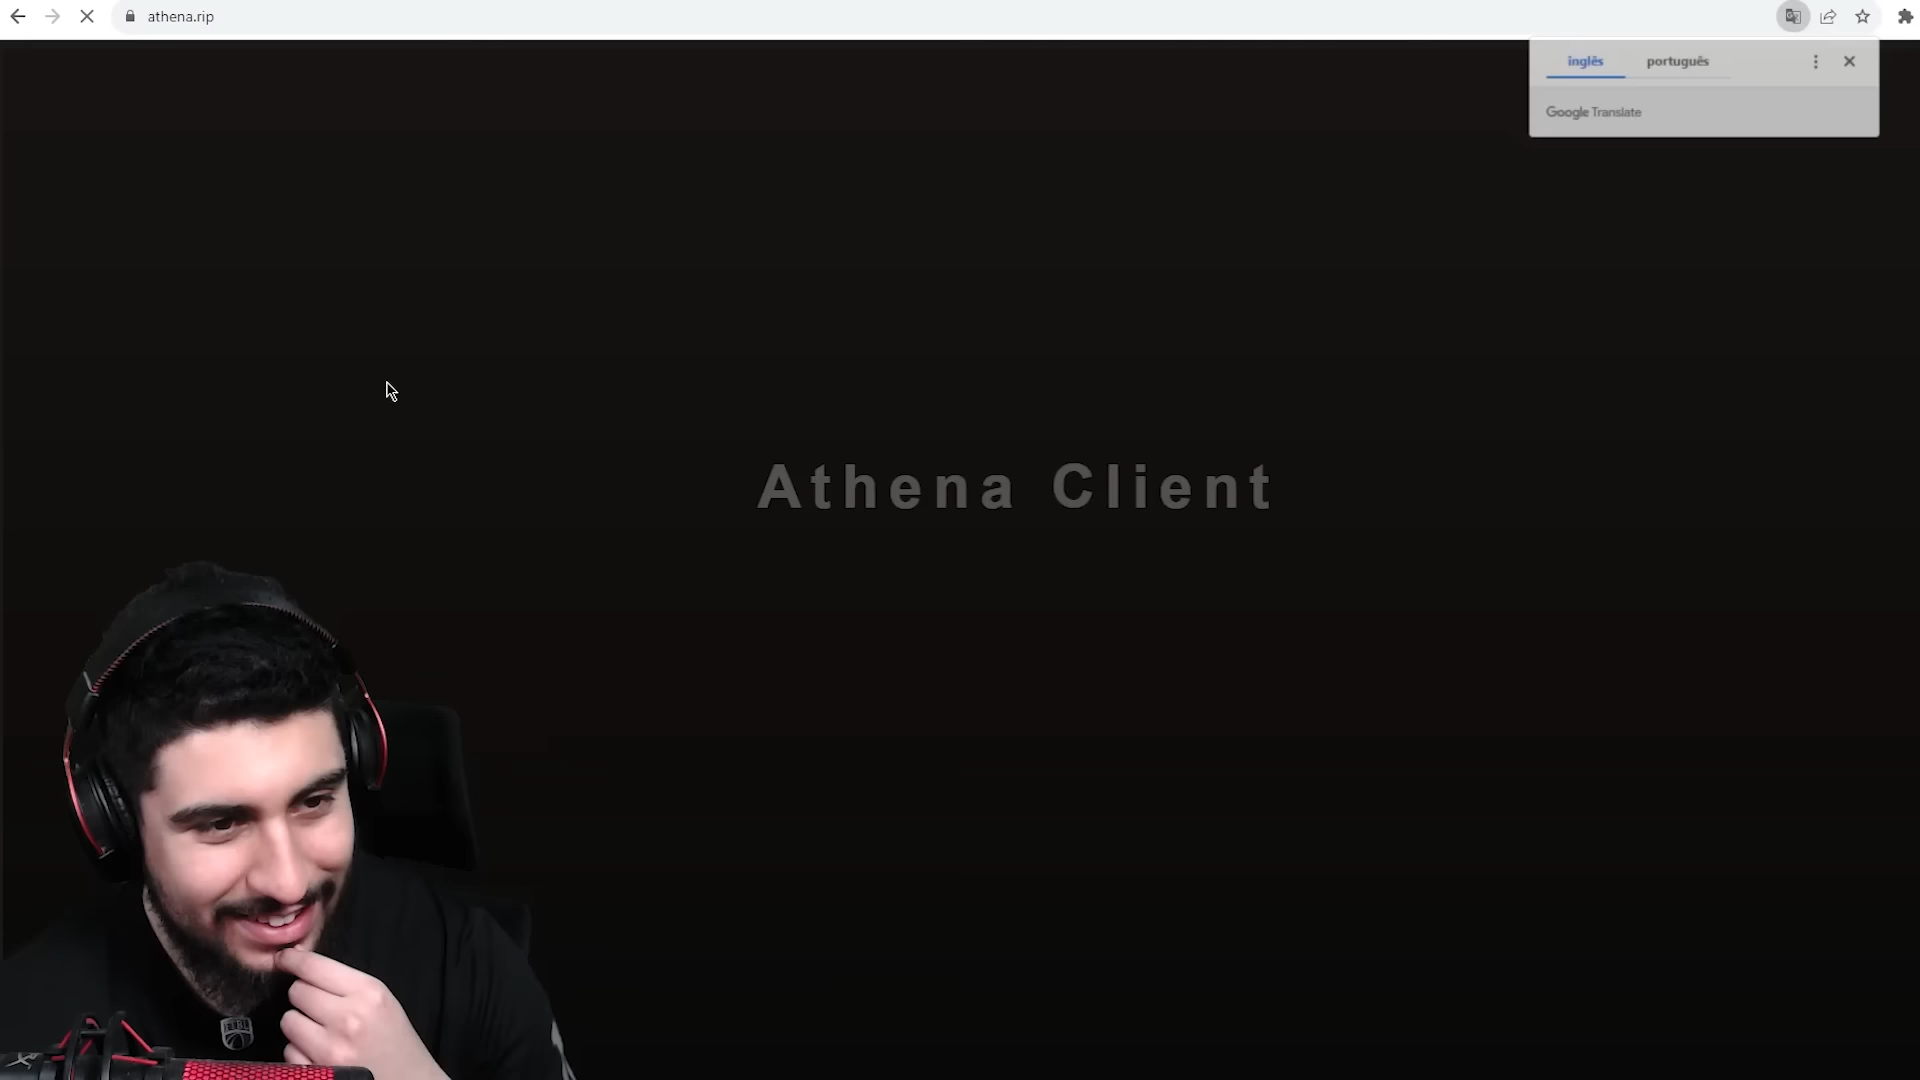 athena.rip
inglês português
Google Translate
Athena Client